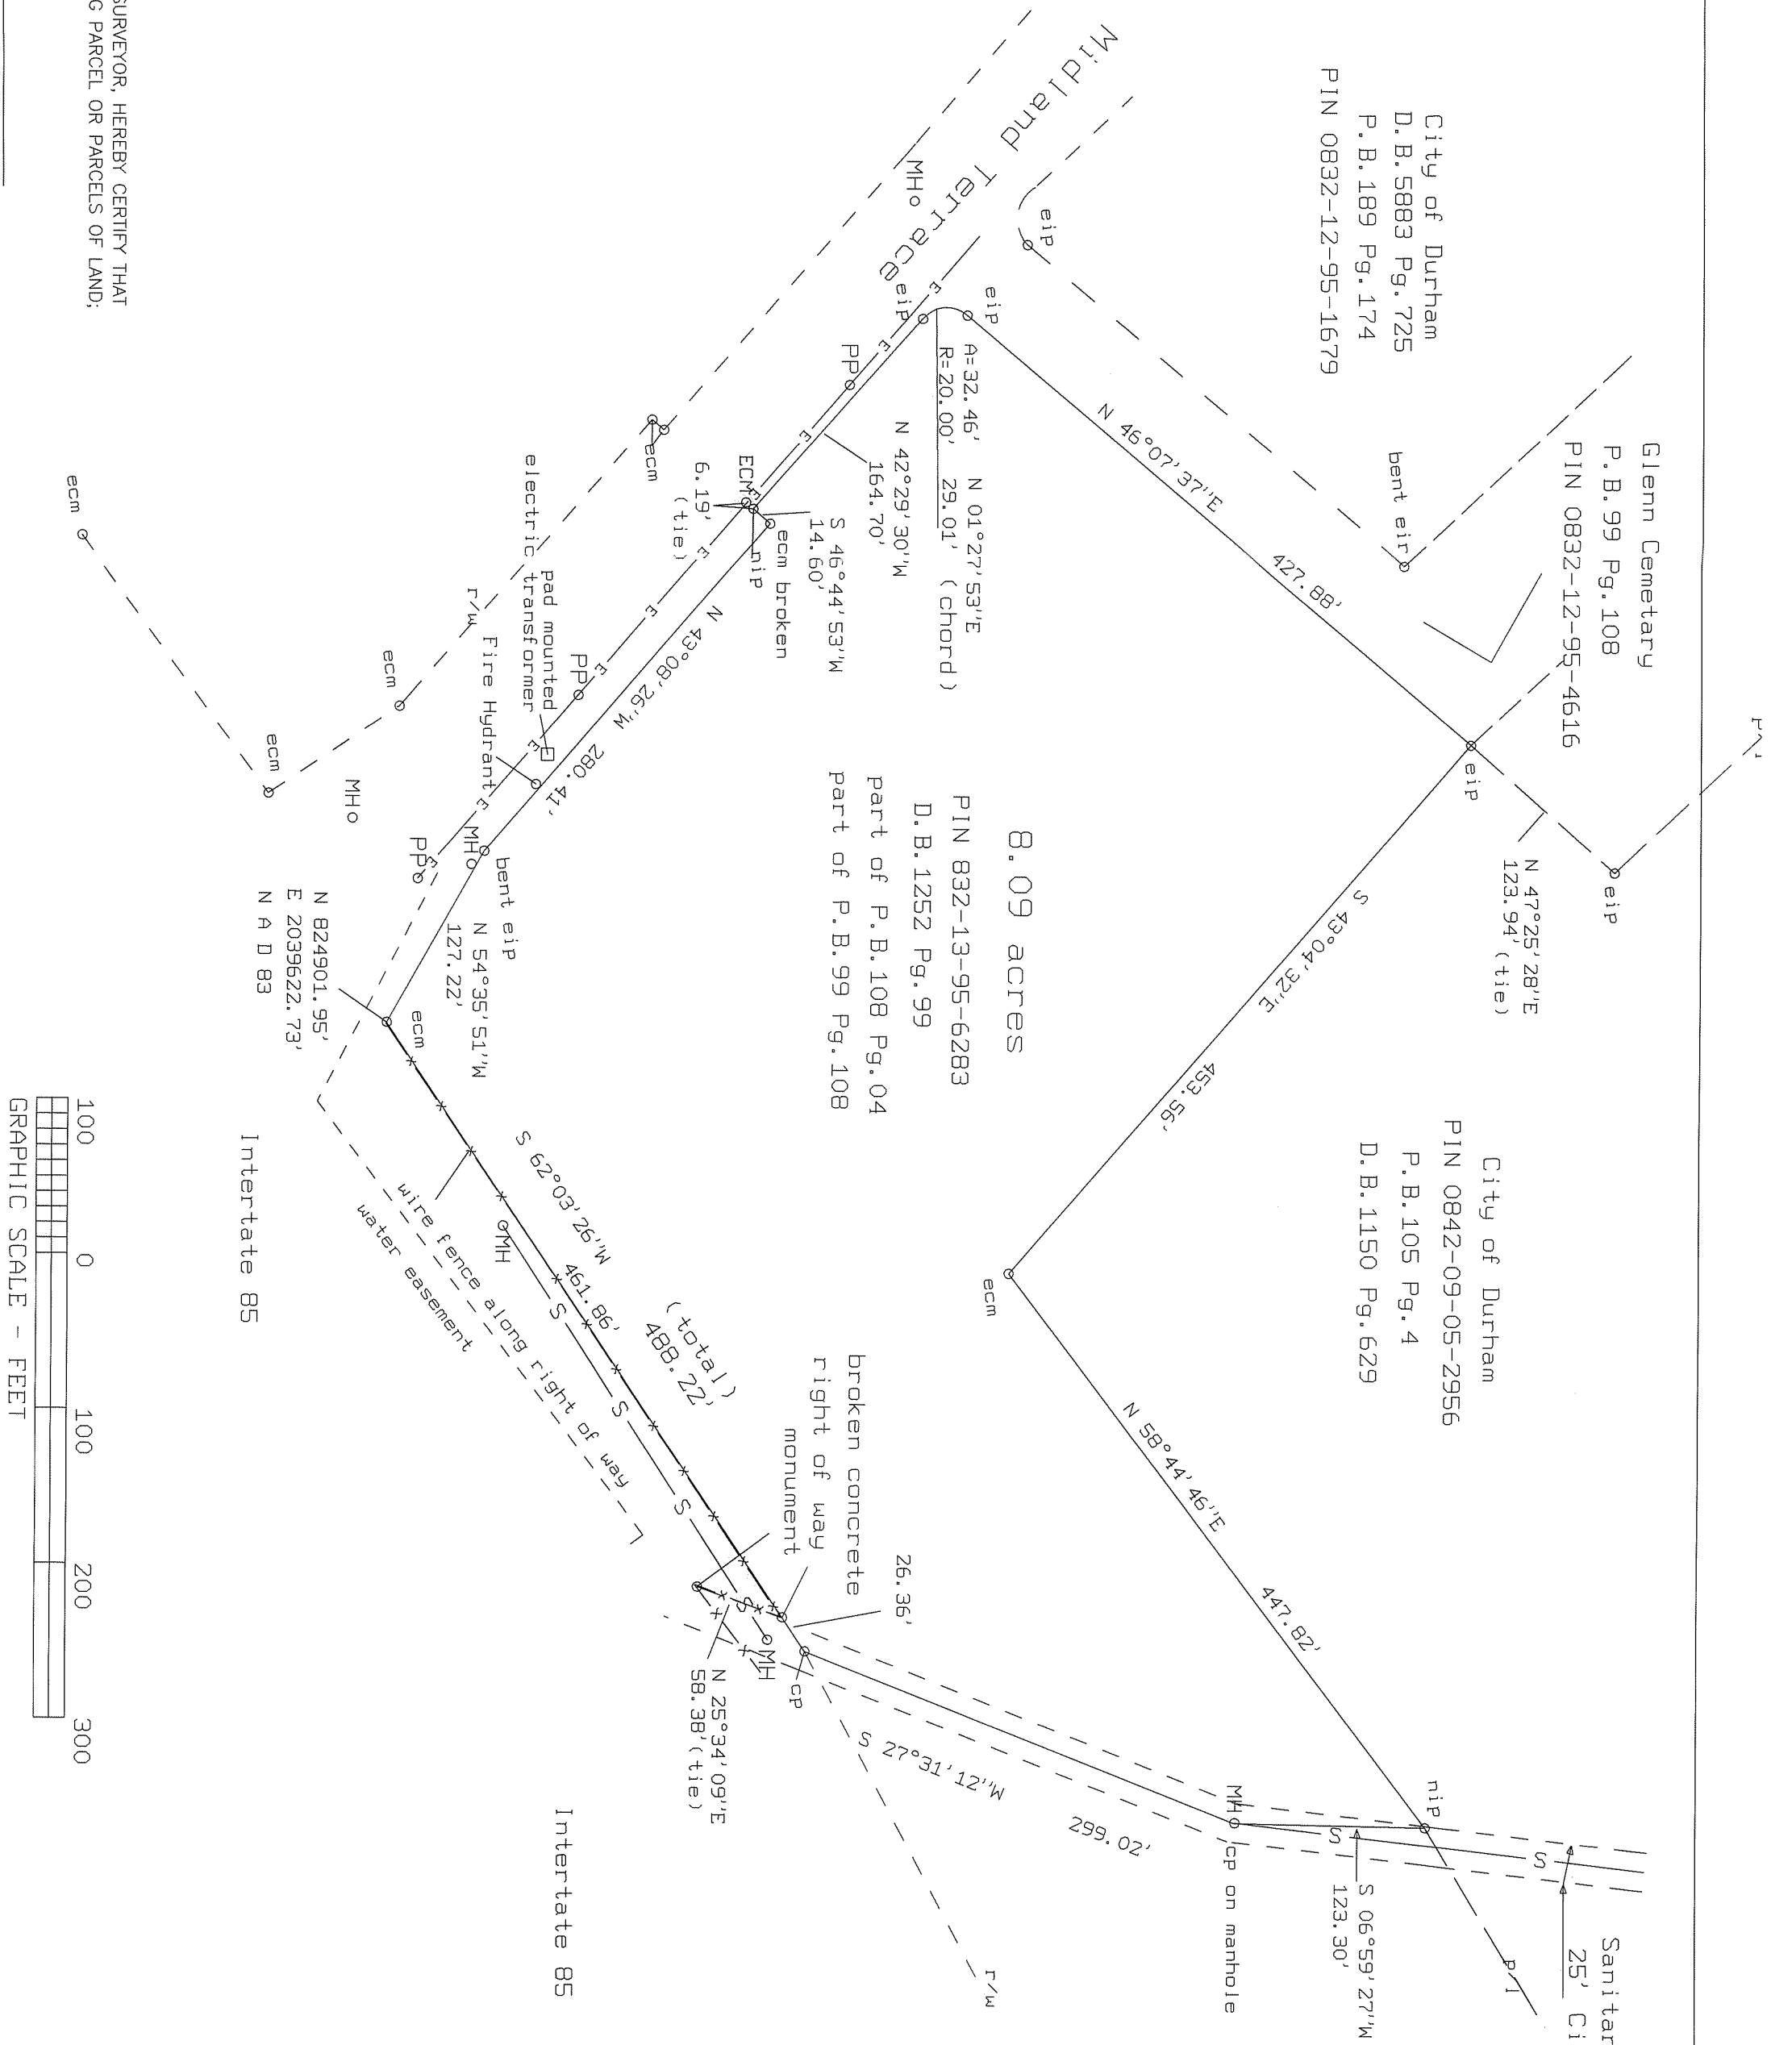 SURVEYOR, HEREBY CERTIFY THAT
G PARCEL OR PARCELS OF LAND;
Midland Terrace
City of Durham
D.B.5883 Pg.725
P.B.189 Pg.174
PIN 0832-12-95-1679
Glenn Cemetary
P.B.99 Pg.108
PIN 0832-12-95-4616
MH
eip
eip
eip
A=32.46' N 01°27'53"E
R=20.00' 29.01' (chord)
N 46°07'37"E
427.88'
bent eir
eip
eip
N 47°25'28"E
123.94'(tie)
PP
N 42°29'30"W
164.70'
E
E
E
E
E
E
E
E
E
E
ECM
6.19'
(tie)
nip
S 46°44'53"W
14.60'
ecm broken
ecm
electric
pad mounted
transformer
r/w
Fire Hydrant
PP
N 43°08'26"W
280.41'
ecm
ecm
ecm
MH
MH
PP
bent eip
N 54°35'51"W
127.22'
N 824901.95'
E 2039622.73'
N A D 83
ecm
8.09 acres
PIN 832-13-95-6283
D.B.1252 Pg.99
part of P.B.108 Pg.04
part of P.B.99 Pg.108
S 43°04'32"E
453.56'
ecm
City of Durham
PIN 0842-09-05-2956
P.B.105 Pg.4
D.B.1150 Pg.629
N 58°44'46"E
447.82'
nip
p/l
S 62°03'26"W
461.86'
(total)
488.22'
MH
S
S
S
S
wire fence along right of way
water easement
Intertate 85
broken concrete
right of way
monument
26.36'
MH
cp
N 25°34'09"E
58.38'(tie)
S 27°31'12"W
299.02'
MH
cp on manhole
S
S
S 06°59'27"W
123.30'
Sanitar
25' Ci
r/w
Intertate 85
100 0 100 200 300
GRAPHIC SCALE - FEET